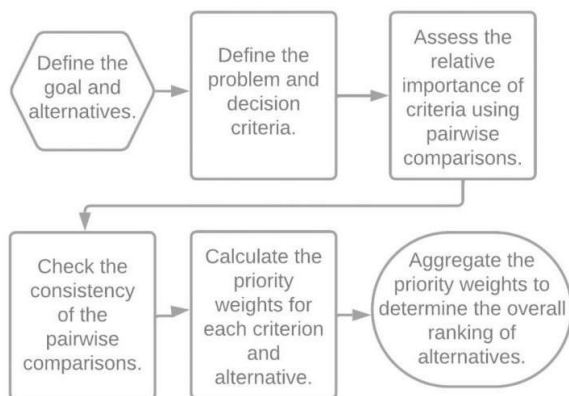 Define the
goal and
alternatives.
Define the
problem and
decision
criteria.
Assess the
relative
importance of
criteria using
pairwise
comparisons.
Check the
consistency
of the
pairwise
comparisons.
Calculate the
priority
weights for
each criterion
and
alternative.
Aggregate the
priority weights to
determine the overall
ranking of
alternatives.